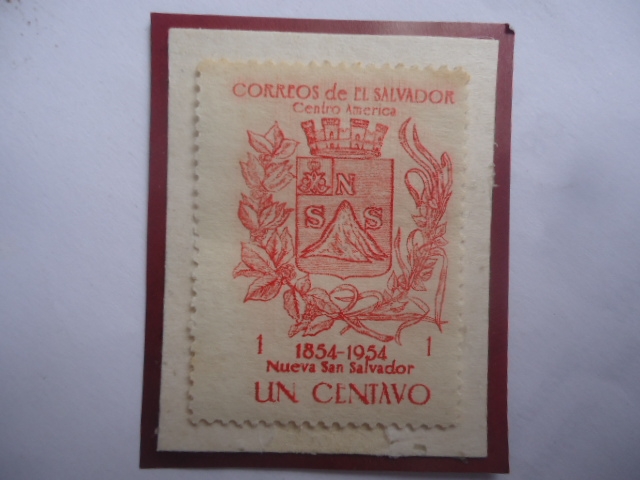 CORREOS de EL SALVADOR
Centro America
N
S S
1 1854-1954 1
Nueva San Salvador
UN CENTAVO